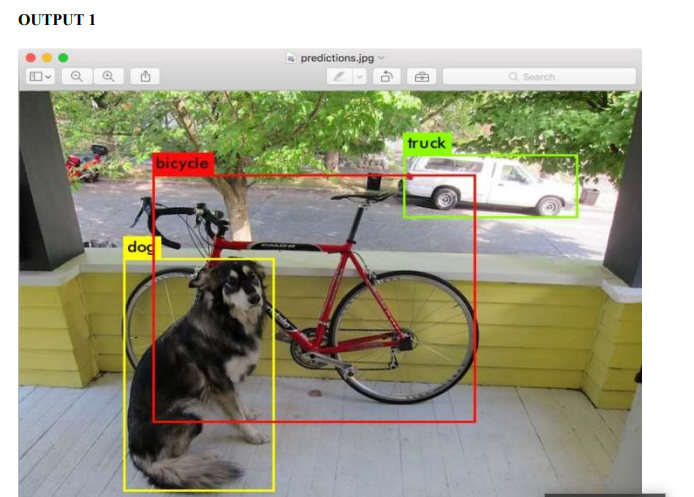 OUTPUT 1
predictions.jpg
Search
truck
bicycle
dog